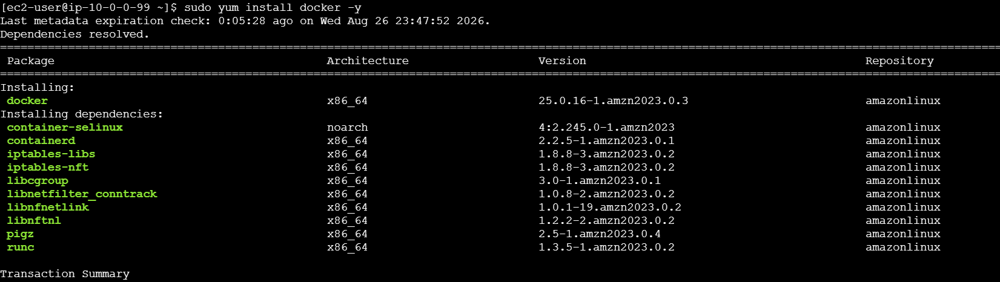 [ec2-user@ip-10-0-0-99 ~]$ sudo yum install docker -y
Last metadata expiration check: 0:05:28 ago on Wed Aug 26 23:47:52 2026.
Dependencies resolved.
Package Architecture Version Repository
Installing:
docker x86_64 25.0.16-1.amzn2023.0.3 amazonlinux
Installing dependencies:
container-selinux noarch 4:2.245.0-1.amzn2023 amazonlinux
containerd x86_64 2.2.5-1.amzn2023.0.1 amazonlinux
iptables-libs x86_64 1.8.8-3.amzn2023.0.2 amazonlinux
iptables-nft x86_64 1.8.8-3.amzn2023.0.2 amazonlinux
libcgroup x86_64 3.0-1.amzn2023.0.1 amazonlinux
libnetfilter_conntrack x86_64 1.0.8-2.amzn2023.0.2 amazonlinux
libnfnetlink x86_64 1.0.1-19.amzn2023.0.2 amazonlinux
libnftnl x86_64 1.2.2-2.amzn2023.0.2 amazonlinux
pigz x86_64 2.5-1.amzn2023.0.4 amazonlinux
runc x86_64 1.3.5-1.amzn2023.0.2 amazonlinux
Transaction Summary